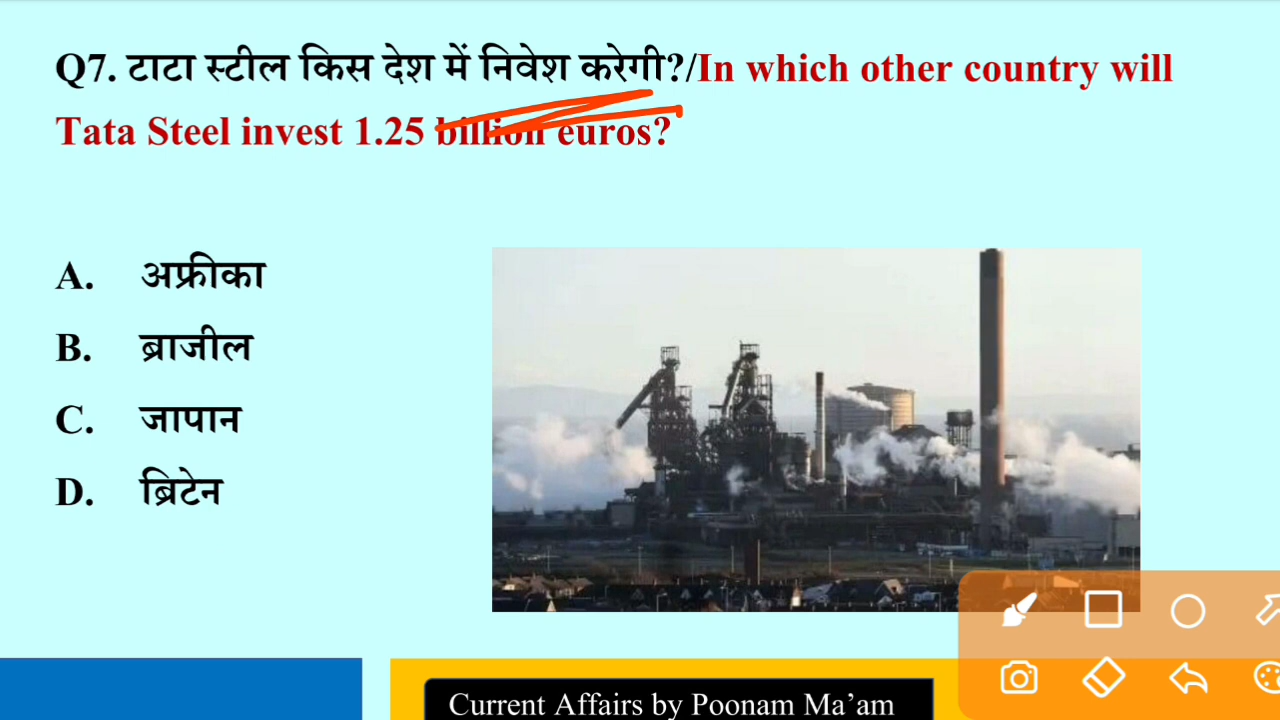 Q7. टाटा स्टील किस देश में निवेश करेगी?/In which other country will
Tata Steel invest 1.25 billion euros?
A. अफ्रीका
B. ब्राजील
C. जापान
D. ब्रिटेन
Current Affairs by Poonam Ma’am